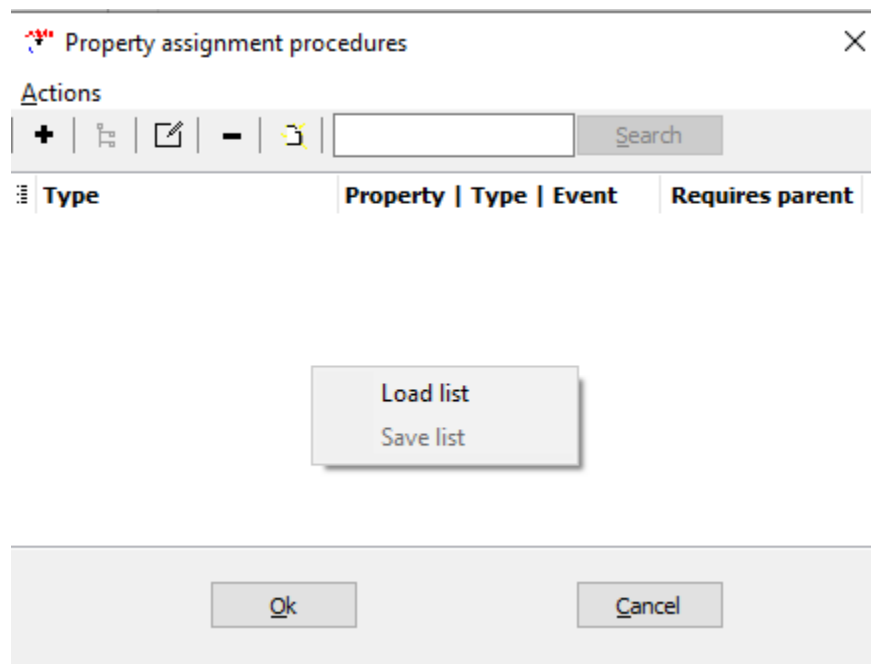 Property assignment procedures
Actions
Search
Type Property | Type | Event Requires parent
Load list
Save list
Ok Cancel